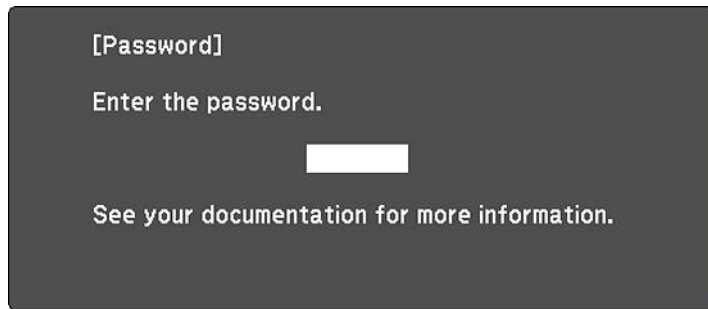 [Password]
Enter the password.
See your documentation for more information.